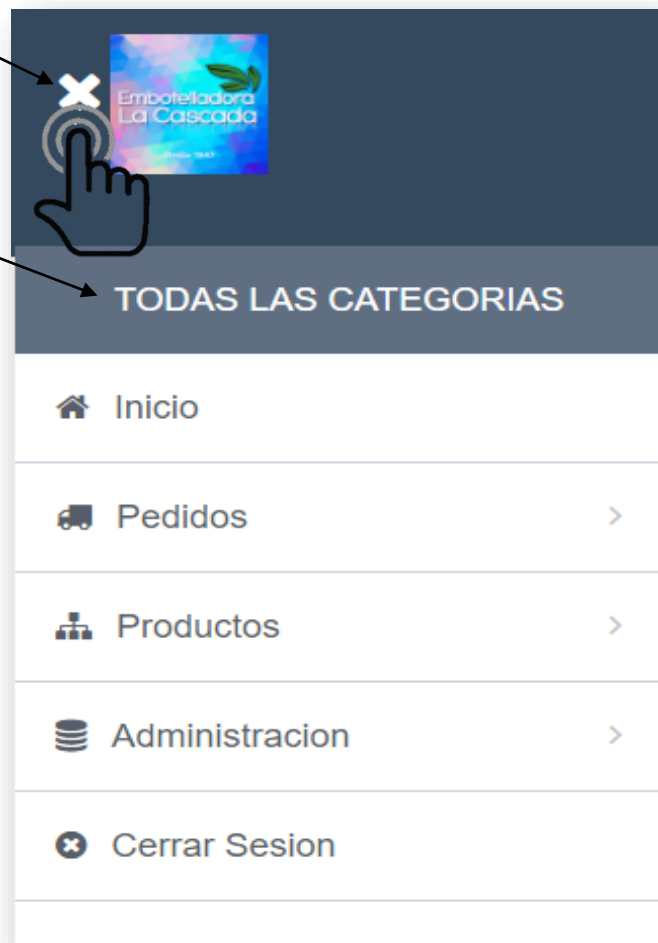 Embotelladora
La Cascada
TODAS LAS CATEGORIAS
Inicio
Pedidos
Productos
Administracion
Cerrar Sesion